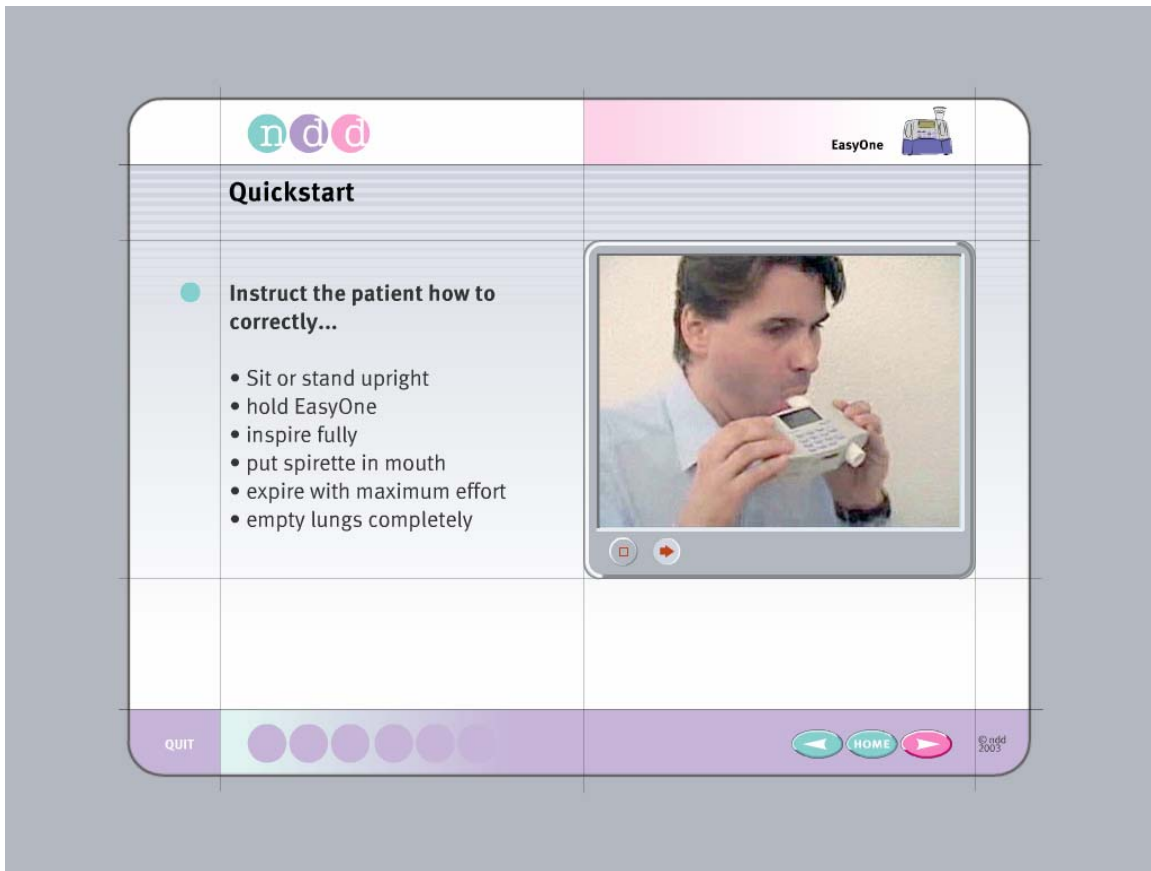 ndd
EasyOne
Quickstart
Instruct the patient how to
correctly...
• Sit or stand upright
• hold EasyOne
• inspire fully
• put spirette in mouth
• expire with maximum effort
• empty lungs completely
QUIT
HOME
© ndd
2003